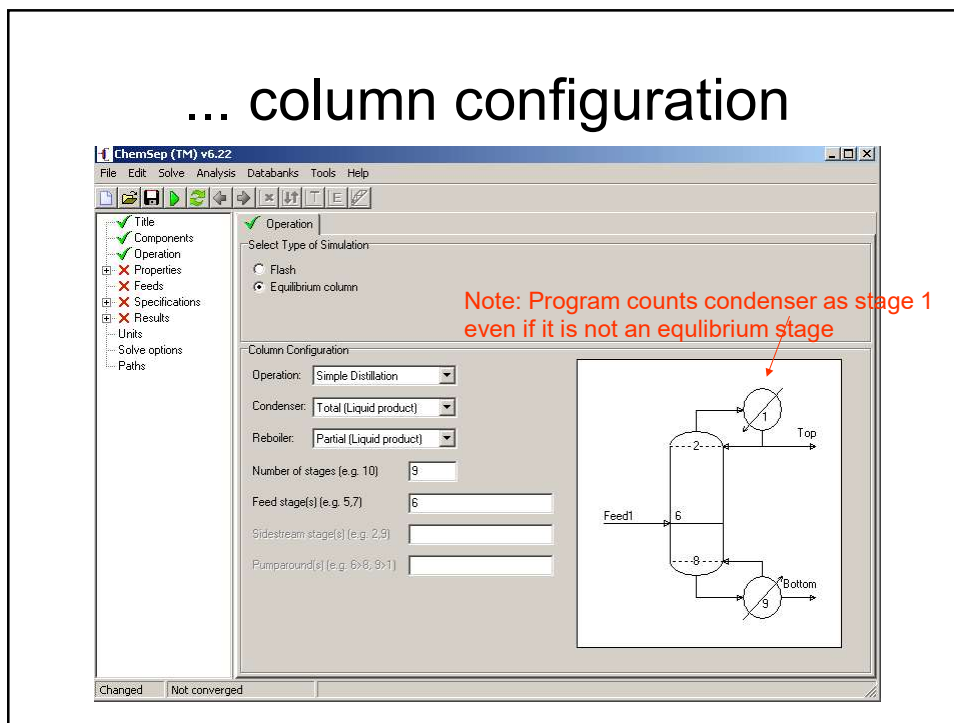 ... column configuration
ChemSep (TM) v6.22
File Edit Solve Analysis Databanks Tools Help
T E
Title
Components
Operation
Properties
Feeds
Specifications
Results
Units
Solve options
Paths
Operation
Select Type of Simulation
Flash
Equilibrium column
Note: Program counts condenser as stage 1
even if it is not an equlibrium stage
Column Configuration
Operation: Simple Distillation
Condenser: Total (Liquid product)
Reboiler: Partial (Liquid product)
Number of stages (e.g. 10) 9
Feed stage(s) (e.g. 5,7) 6
Sidestream stage(s) (e.g. 2,9)
Pumparound(s) (e.g. 6>8, 9>1)
1
Top
2
Feed1 6
8
Bottom
9
Changed Not converged